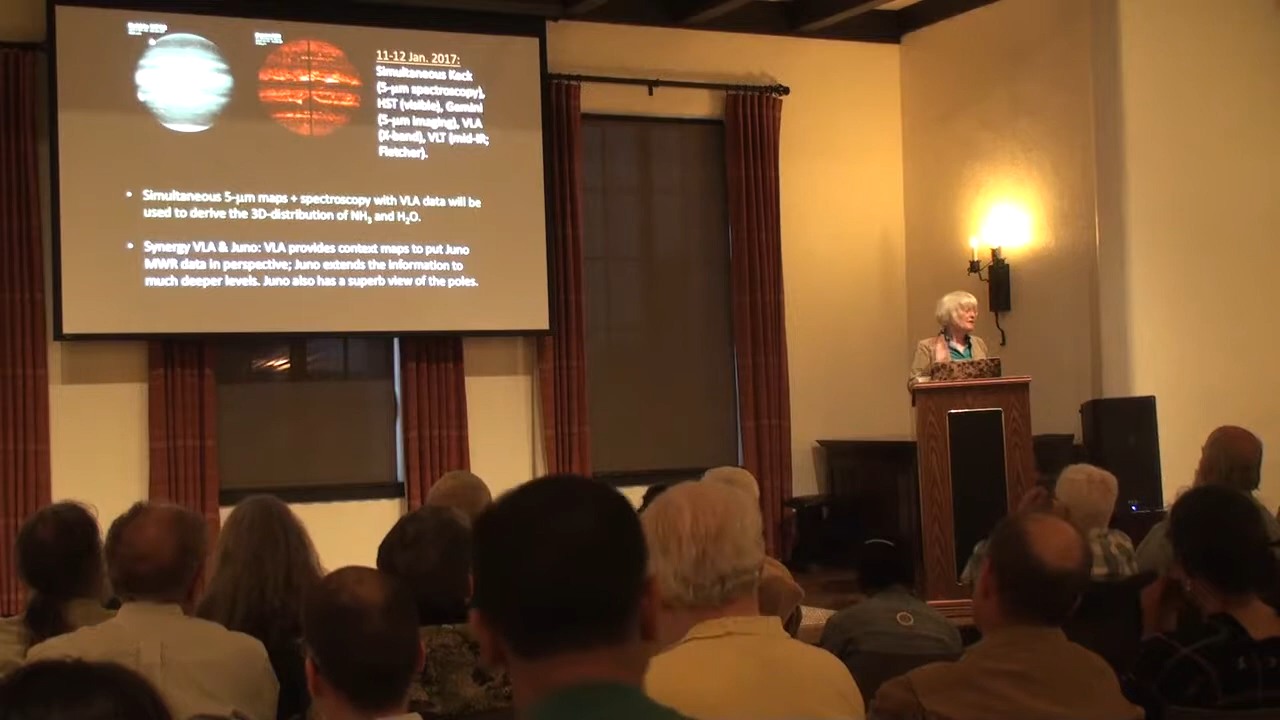 11-12 Jan. 2017:
Simultaneous Keck
(5-μm spectroscopy),
HST (visible), Gemini
(5-μm imaging), VLA
(X-band), VLT (mid-IR;
Fletcher).
• Simultaneous 5-μm maps + spectroscopy with VLA data will be
used to derive the 3D-distribution of NH₃ and H₂O.
• Synergy VLA & Juno: VLA provides context maps to put Juno
MWR data in perspective; Juno extends the information to
much deeper levels. Juno also has a superb view of the poles.